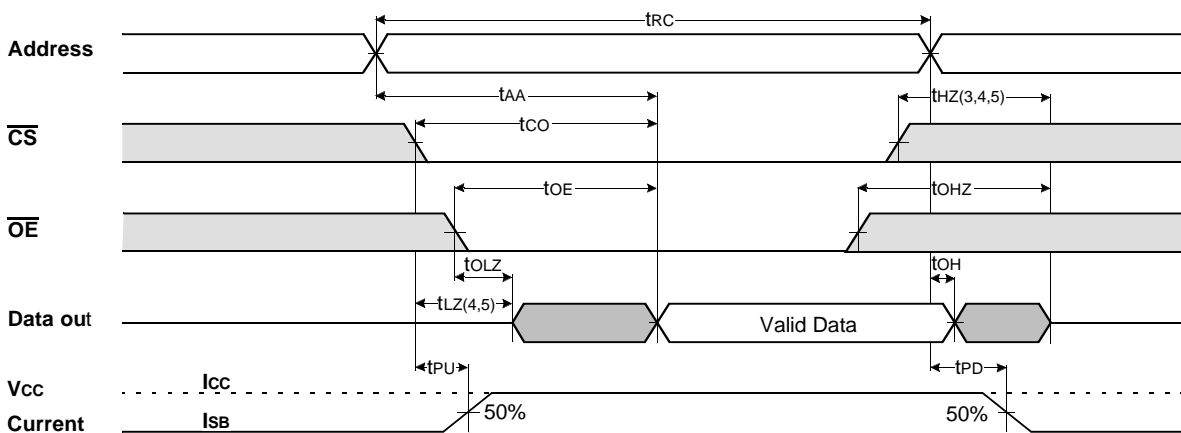 tRC
Address
tAA
tHZ(3,4,5)
CS
tCO
tOE
tOHZ
OE
tOLZ
tOH
tLZ(4,5)
Data out
Valid Data
tPU
tPD
Vcc
Icc
50%
50%
Current
ISB